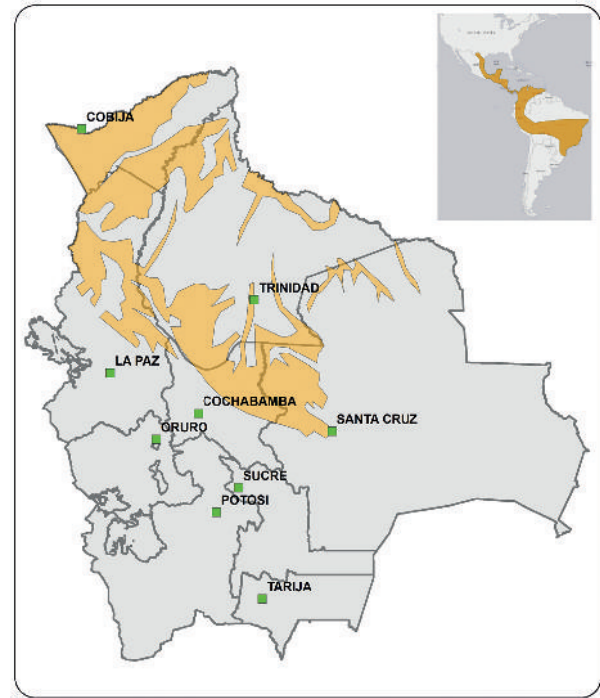 COBIJA
TRINIDAD
LA PAZ
COCHABAMBA
SANTA CRUZ
ORURO
SUCRE
POTOSI
TARIJA